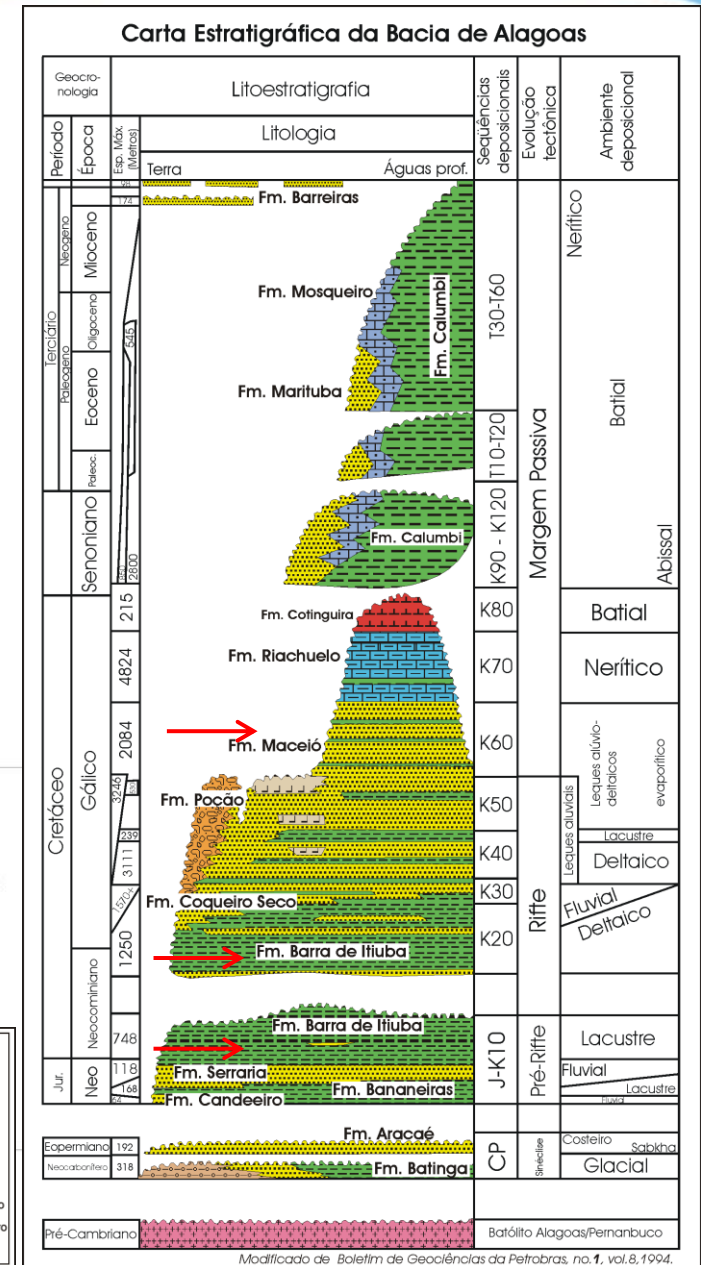 Carta Estratigráfica da Bacia de Alagoas
Geocro-
nologia
Litoestratigrafia
Período
Época
Esp. Máx.
(Metros)
Litologia
Terra
Águas prof.
Seqüências
deposicionais
Evolução
tectônica
Ambiente
deposicional
Terciário
Neogeno
Paleogeno
Mioceno
Oligoceno
Eoceno
Paleoc.
Cretáceo
Senoniano
Gálico
Neocominiano
Jur.
Neo
Eopermiano
Neocarbonífero
Pré-Cambriano
174
545
2800
215
4824
2084
3246
239
3111
1570+
1250
748
118
168
64
192
318
Fm. Barreiras
Fm. Mosqueiro
Fm. Calumbi
Fm. Marituba
Fm. Calumbi
Fm. Cotinguira
Fm. Riachuelo
Fm. Maceió
Fm. Poção
Fm. Coqueiro Seco
Fm. Barra de Itiuba
Fm. Barra de Itiuba
Fm. Serraria
Fm. Bananeiras
Fm. Candeeiro
Fm. Aracaé
Fm. Batinga
T30-T60
T10-T20
K90 - K120
K80
K70
K60
K50
K40
K30
K20
J-K10
CP
Margem Passiva
Rifte
Pré-Rifte
Sinéclise
Nerítico
Batial
Abissal
Batial
Nerítico
Leques alúvio-
deltaicos
evaporítico
Leques aluviais
Lacustre
Deltaico
Fluvial
Deltaico
Lacustre
Fluvial
Lacustre
Fluvial
Costeiro
Sabkha
Glacial
Batólito Alagoas/Pernambuco
Modificado de Boletim de Geociências da Petrobras, no.1, vol.8,1994.